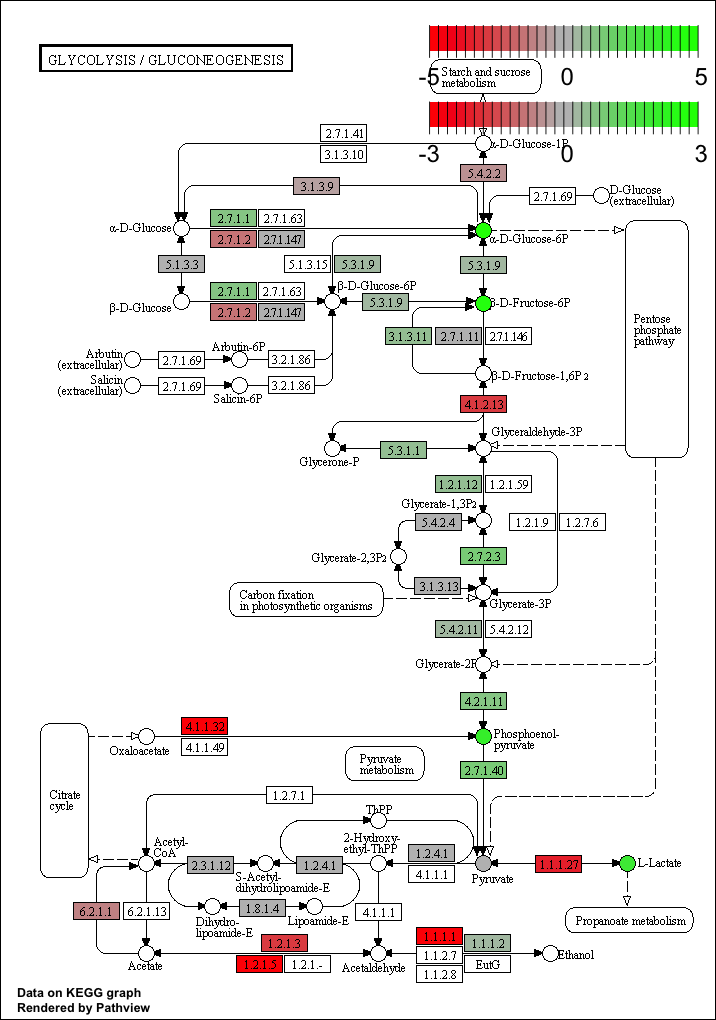 GLYCOLYSIS / GLUCONEOGENESIS
-5 0 5
Starch and sucrose
metabolism
-3 0 3
2.7.1.41
3.1.3.10
α-D-Glucose-1P
5.4.2.2
3.1.3.9
2.7.1.69
D-Glucose
(extracellular)
α-D-Glucose
2.7.1.1 2.7.1.63
2.7.1.2 2.7.1.147
α-D-Glucose-6P
5.1.3.3
5.1.3.15 5.3.1.9
5.3.1.9
β-D-Glucose-6P
β-D-Glucose
2.7.1.1 2.7.1.63
2.7.1.2 2.7.1.147
5.3.1.9
β-D-Fructose-6P
Pentose
phosphate
pathway
3.1.3.11 2.7.1.11 2.7.1.146
Arbutin
(extracellular)
2.7.1.69
Arbutin-6P
3.2.1.86
Salicin
(extracellular)
2.7.1.69
Salicin-6P
3.2.1.86
β-D-Fructose-1,6P2
4.1.2.13
Glyceraldehyde-3P
Glycerone-P
5.3.1.1
1.2.1.12 1.2.1.59
Glycerate-1,3P2
5.4.2.4
1.2.1.9 1.2.7.6
Glycerate-2,3P2
2.7.2.3
3.1.3.13
Carbon fixation
in photosynthetic organisms
Glycerate-3P
5.4.2.11 5.4.2.12
Glycerate-2P
4.2.1.11
4.1.1.32
Oxaloacetate
4.1.1.49
Phosphoenol-
pyruvate
Pyruvate
metabolism
2.7.1.40
Citrate
cycle
1.2.7.1
ThPP
Acetyl-
CoA
2-Hydroxy-
ethyl-ThPP
2.3.1.12
S-Acetyl-
dihydrolipoamide-E
1.2.4.1
1.2.4.1
4.1.1.1
Pyruvate
1.1.1.27
L-Lactate
6.2.1.1 6.2.1.13
Dihydro-
lipoamide-E
1.8.1.4
Lipoamide-E
4.1.1.1
Propanoate metabolism
Acetate
1.2.1.3
1.2.1.5 1.2.1.-
Acetaldehyde
1.1.1.1 1.1.1.2
1.1.2.7 EutG
1.1.2.8
Ethanol
Data on KEGG graph
Rendered by Pathview